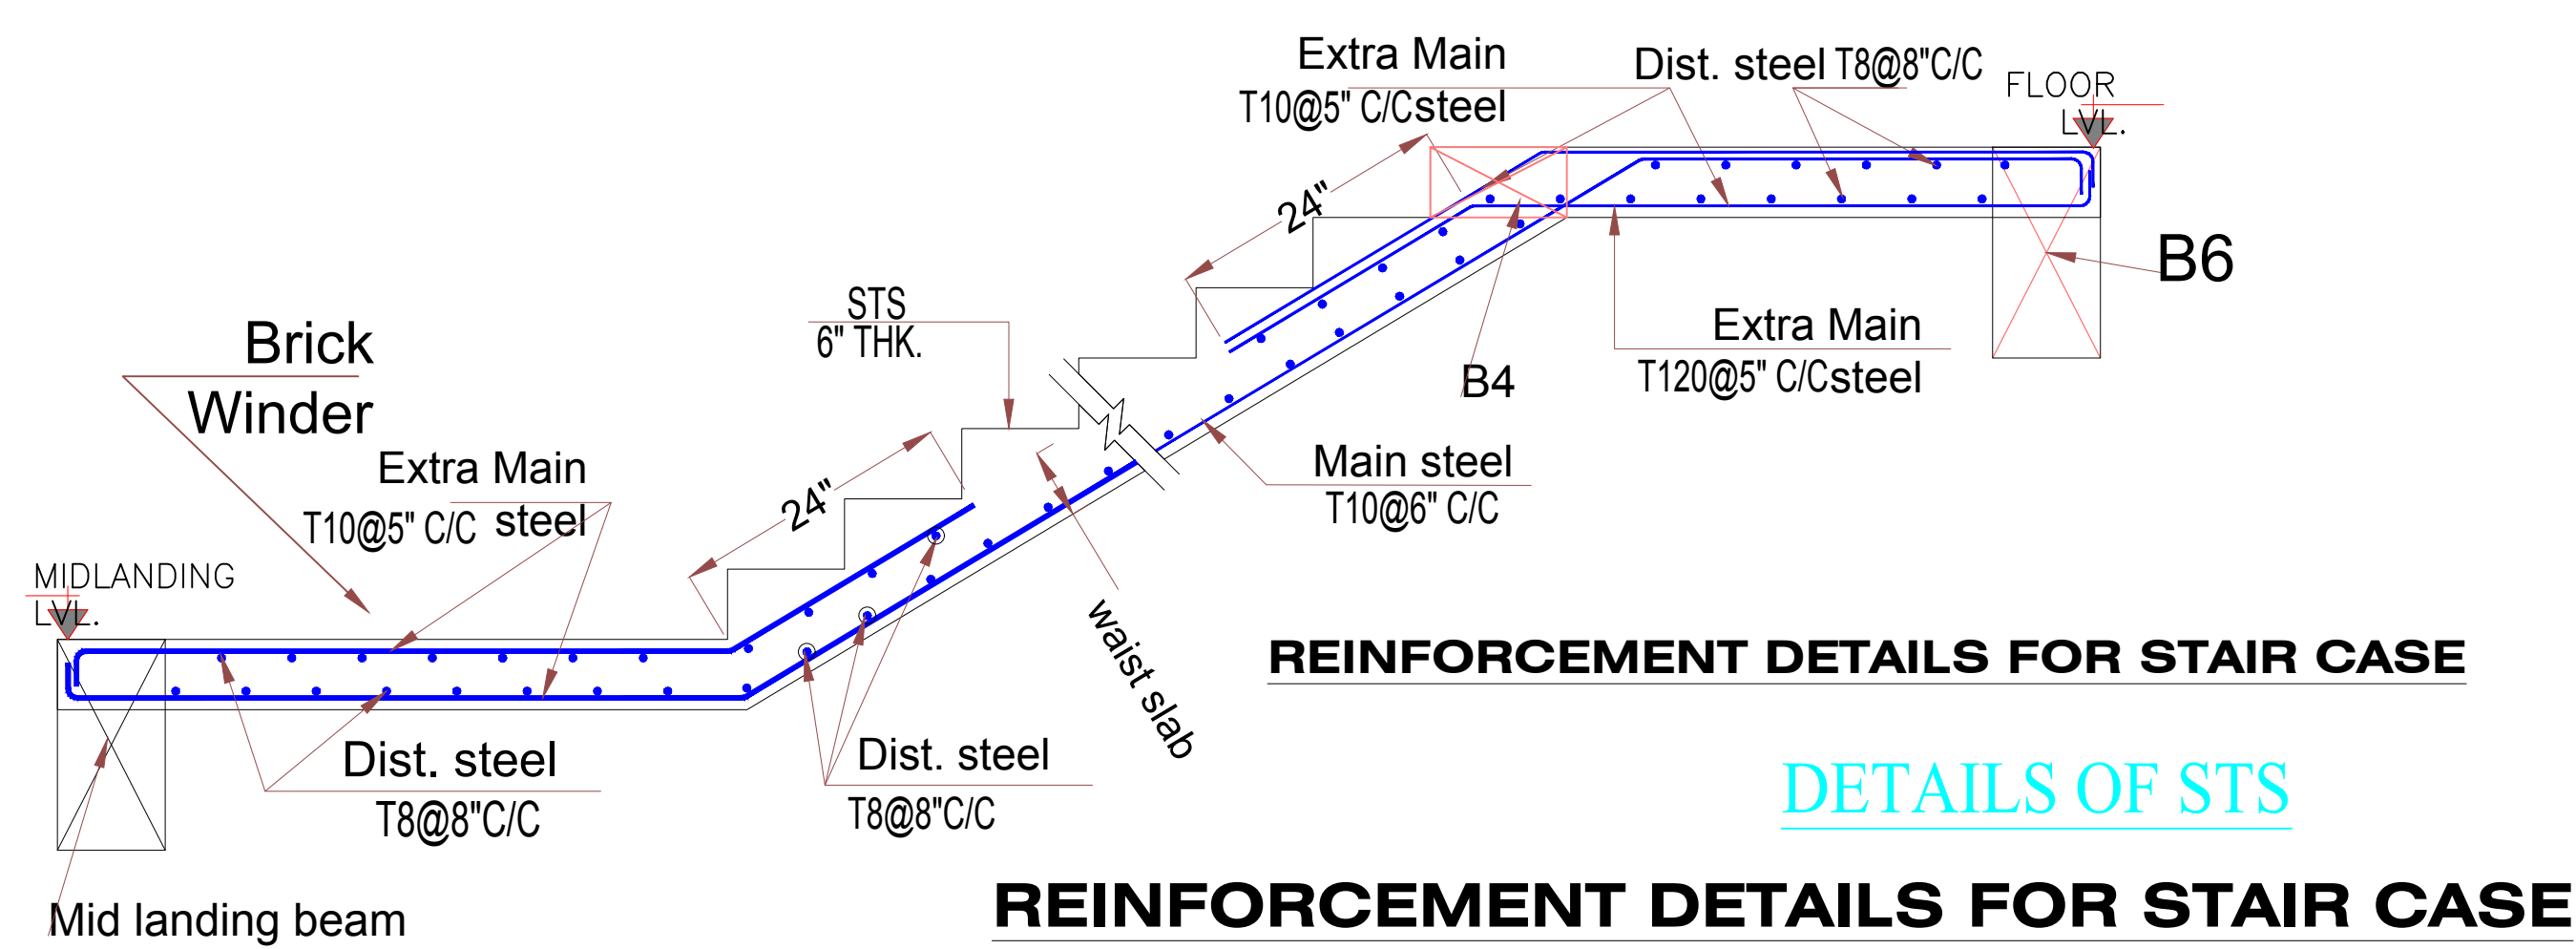 Extra Main
T10@5" C/Csteel
Dist. steel T8@8"C/C
FLOOR
LVL.
24"
B6
STS
6" THK.
Extra Main
T120@5" C/Csteel
B4
Brick
Winder
Main steel
T10@6" C/C
Extra Main
T10@5" C/C steel
24"
MIDLANDING
LVL.
waist slab
REINFORCEMENT DETAILS FOR STAIR CASE
Dist. steel
T8@8"C/C
Dist. steel
T8@8"C/C
DETAILS OF STS
Mid landing beam
REINFORCEMENT DETAILS FOR STAIR CASE